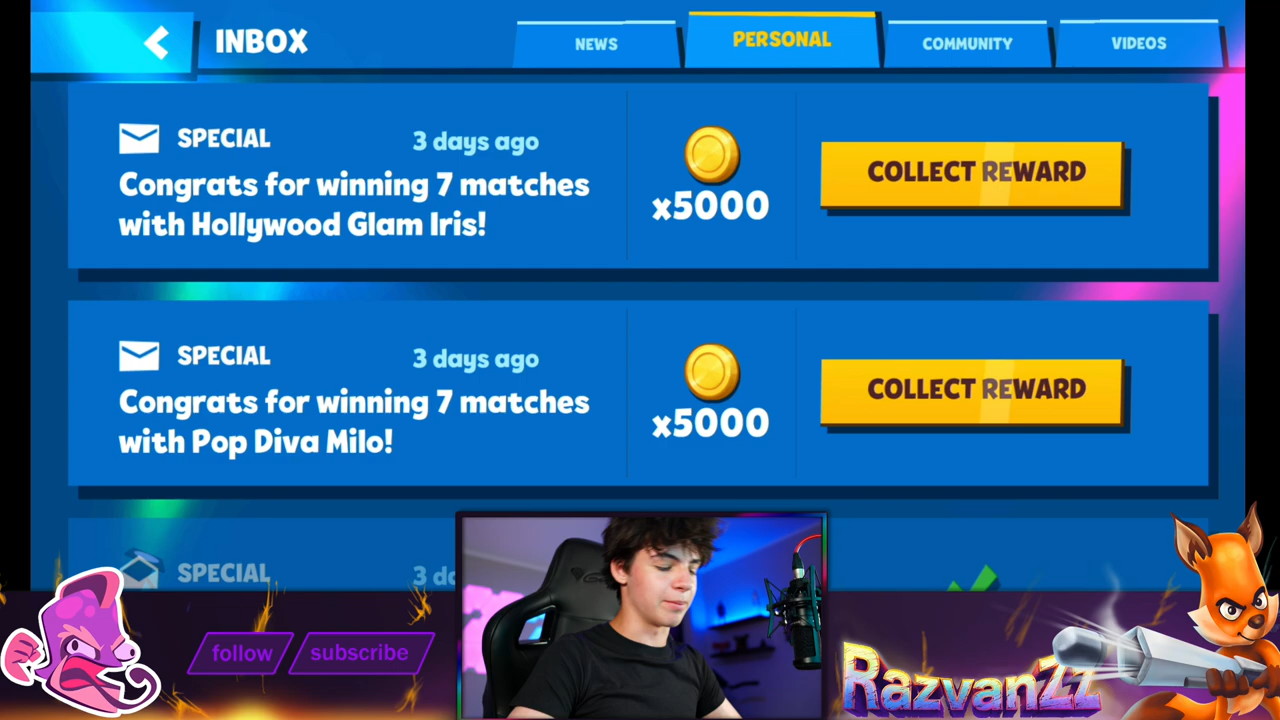 INBOX
NEWS
PERSONAL
COMMUNITY
VIDEOS
SPECIAL
3 days ago
Congrats for winning 7 matches
with Hollywood Glam Iris!
x5000
COLLECT REWARD
SPECIAL
3 days ago
Congrats for winning 7 matches
with Pop Diva Milo!
x5000
COLLECT REWARD
SPECIAL
3 d
follow
subscribe
RazvanZz